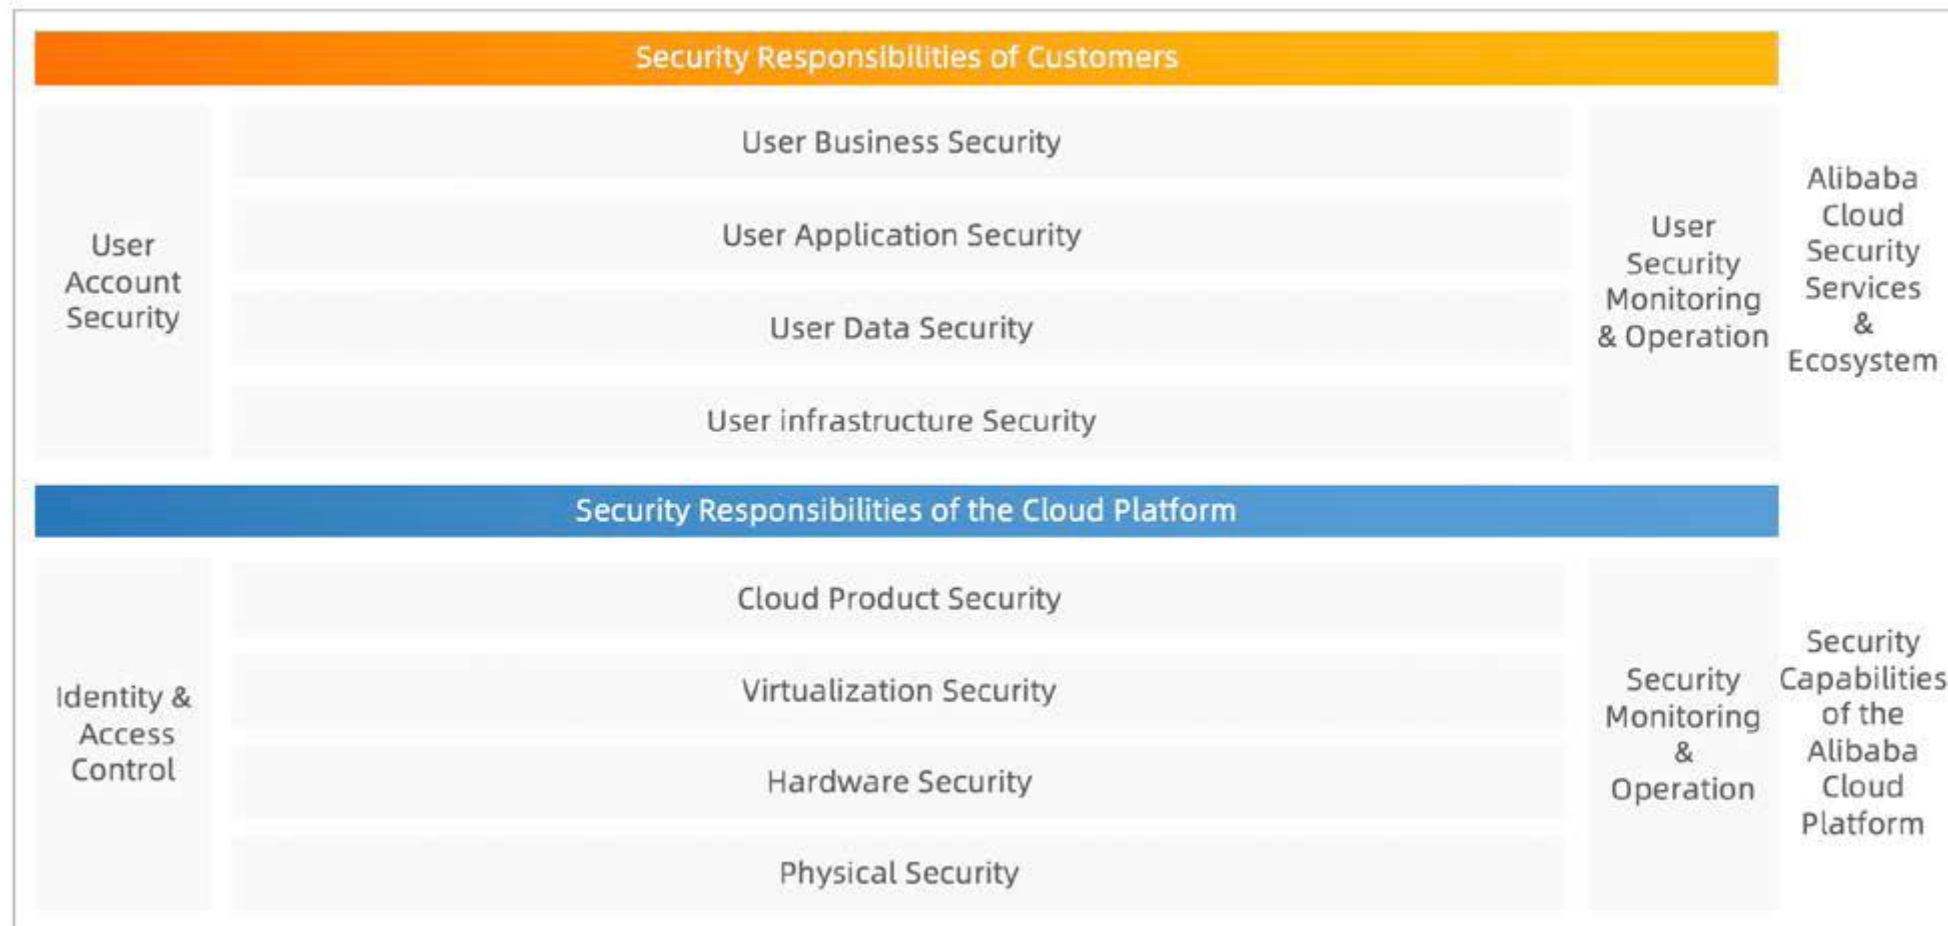 Security Responsibilities of Customers
User
Account
Security
User Business Security
User Application Security
User Data Security
User infrastructure Security
User
Security
Monitoring
& Operation
Alibaba
Cloud
Security
Services
&
Ecosystem
Security Responsibilities of the Cloud Platform
Identity &
Access
Control
Cloud Product Security
Virtualization Security
Hardware Security
Physical Security
Security
Monitoring
&
Operation
Security
Capabilities
of the
Alibaba
Cloud
Platform